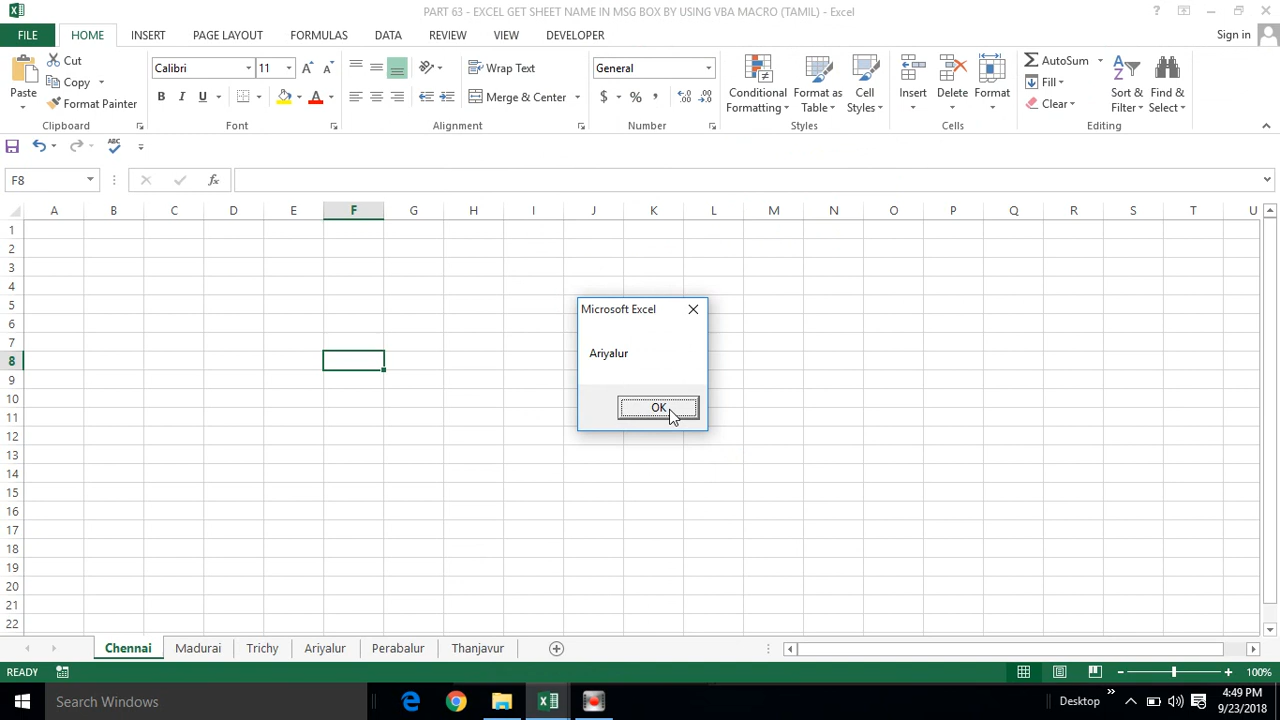 PART 63 - EXCEL GET SHEET NAME IN MSG BOX BY USING VBA MACRO (TAMIL) - Excel
?
FILE HOME INSERT PAGE LAYOUT FORMULAS DATA REVIEW VIEW DEVELOPER Sign in
Cut
Copy
Format Painter
Paste
Clipboard
Calibri 11
B I U
Font
Wrap Text
Merge & Center
Alignment
General
$ % ,
Number
Conditional Formatting
Format as Table
Cell Styles
Styles
Insert Delete Format
Cells
AutoSum
Fill
Clear
Sort & Filter
Find & Select
Editing
F8 fx
A B C D E F G H I J K L M N O P Q R S T U
1
2
3
4
5
6
7
8
9
10
11
12
13
14
15
16
17
18
19
20
21
22
Microsoft Excel
Ariyalur
OK
Chennai Madurai Trichy Ariyalur Perabalur Thanjavur
READY 100%
Search Windows Desktop 4:49 PM
9/23/2018